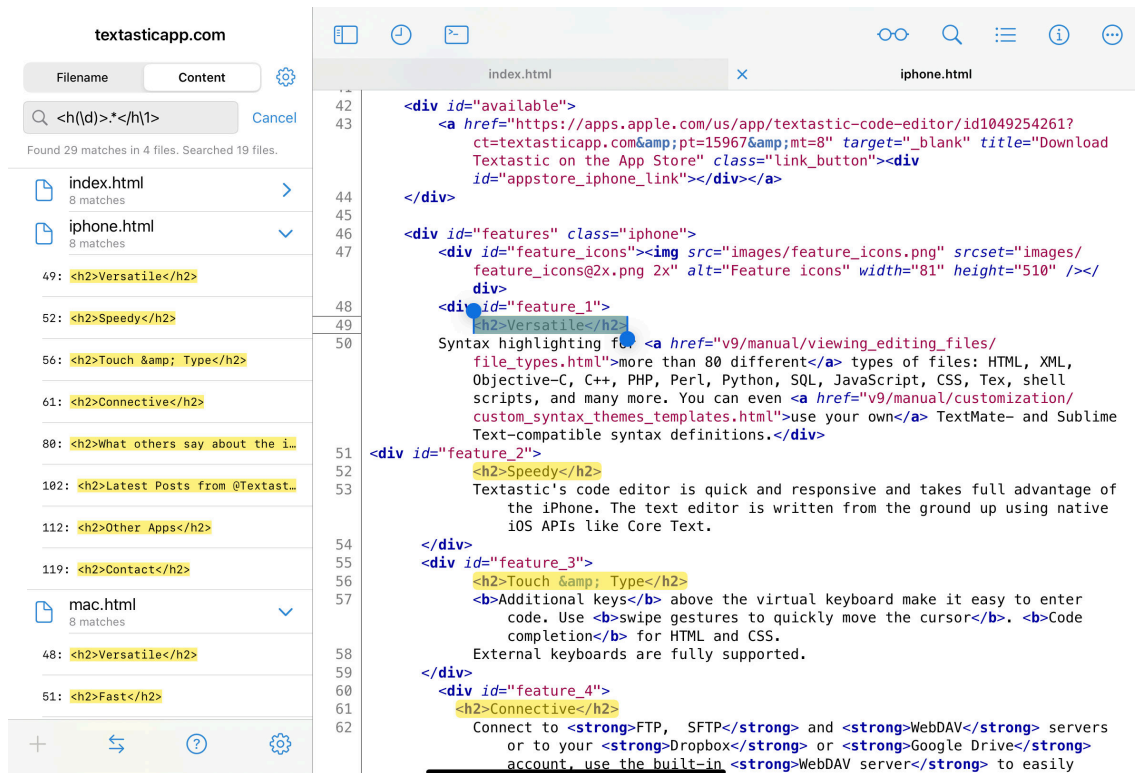 textasticapp.com
Filename
Content
<h(\d)>.*</h\1>
Cancel
Found 29 matches in 4 files. Searched 19 files.
index.html
8 matches
iphone.html
8 matches
49: <h2>Versatile</h2>
52: <h2>Speedy</h2>
56: <h2>Touch &amp; Type</h2>
61: <h2>Connective</h2>
80: <h2>What others say about the i…
102: <h2>Latest Posts from @Textast…
112: <h2>Other Apps</h2>
119: <h2>Contact</h2>
mac.html
8 matches
48: <h2>Versatile</h2>
51: <h2>Fast</h2>
index.html
iphone.html
41
42 <div id="available">
43 <a href="https://apps.apple.com/us/app/textastic-code-editor/id1049254261?
ct=textasticapp.com&amp;pt=15967&amp;mt=8" target="_blank" title="Download
Textastic on the App Store" class="link_button"><div
id="appstore_iphone_link"></div></a>
44 </div>
45
46 <div id="features" class="iphone">
47 <div id="feature_icons"><img src="images/feature_icons.png" srcset="images/
feature_icons@2x.png 2x" alt="Feature icons" width="81" height="510" /></
div>
48 <div id="feature_1">
49 <h2>Versatile</h2>
50 Syntax highlighting for <a href="v9/manual/viewing_editing_files/
file_types.html">more than 80 different</a> types of files: HTML, XML,
Objective-C, C++, PHP, Perl, Python, SQL, JavaScript, CSS, Tex, shell
scripts, and many more. You can even <a href="v9/manual/customization/
custom_syntax_themes_templates.html">use your own</a> TextMate- and Sublime
Text-compatible syntax definitions.</div>
51 <div id="feature_2">
52 <h2>Speedy</h2>
53 Textastic's code editor is quick and responsive and takes full advantage of
the iPhone. The text editor is written from the ground up using native
iOS APIs like Core Text.
54 </div>
55 <div id="feature_3">
56 <h2>Touch &amp; Type</h2>
57 <b>Additional keys</b> above the virtual keyboard make it easy to enter
code. Use <b>swipe gestures to quickly move the cursor</b>. <b>Code
completion</b> for HTML and CSS.
58 External keyboards are fully supported.
59 </div>
60 <div id="feature_4">
61 <h2>Connective</h2>
62 Connect to <strong>FTP, SFTP</strong> and <strong>WebDAV</strong> servers
or to your <strong>Dropbox</strong> or <strong>Google Drive</strong>
account, use the built-in <strong>WebDAV server</strong> to easily